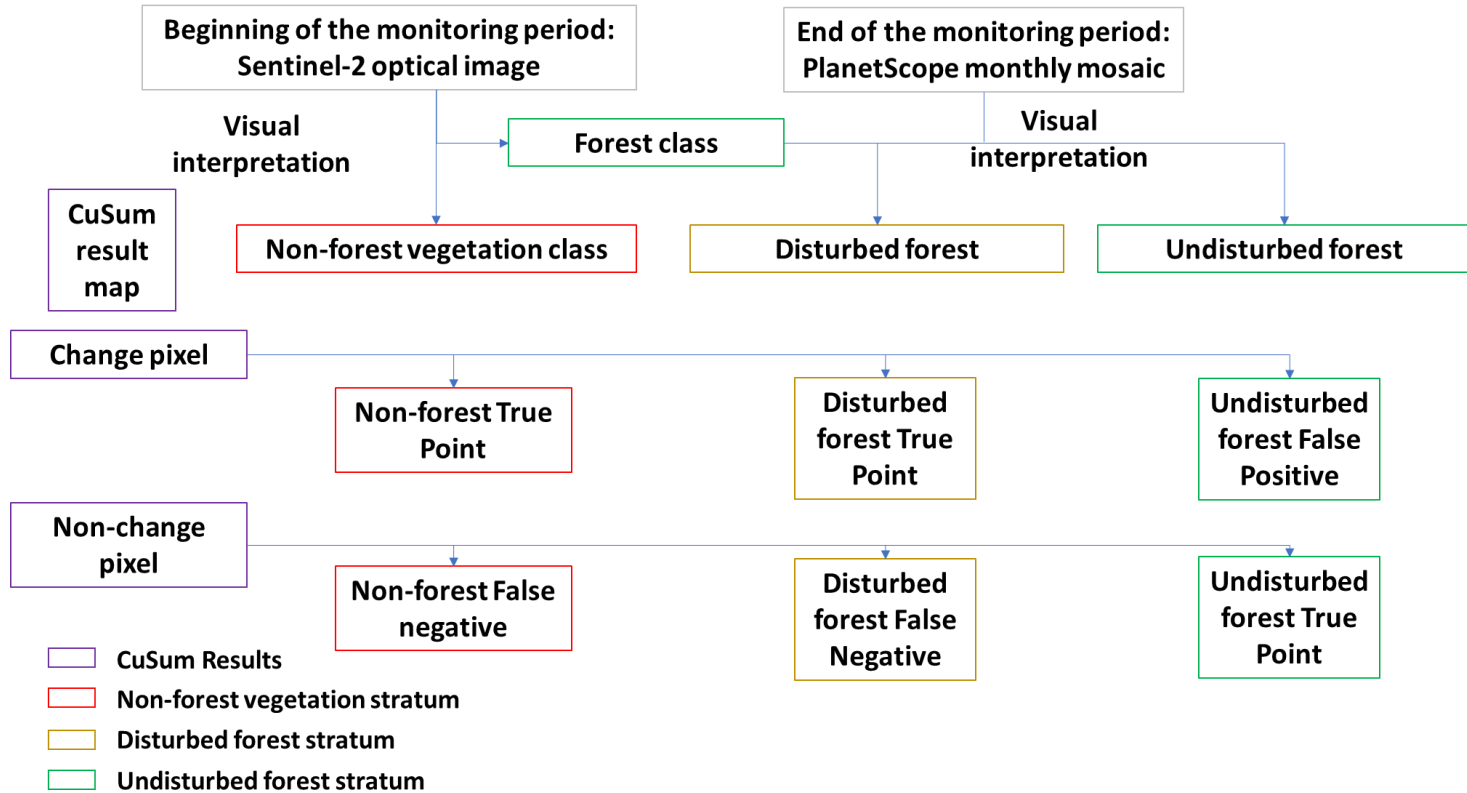 Beginning of the monitoring period:
Sentinel-2 optical image
End of the monitoring period:
PlanetScope monthly mosaic
Visual
interpretation
Forest class
Visual
interpretation
CuSum
result
map
Non-forest vegetation class
Disturbed forest
Undisturbed forest
Change pixel
Non-forest True
Point
Disturbed
forest True
Point
Undisturbed
forest False
Positive
Non-change
pixel
Non-forest False
negative
Disturbed
forest False
Negative
Undisturbed
forest True
Point
CuSum Results
Non-forest vegetation stratum
Disturbed forest stratum
Undisturbed forest stratum